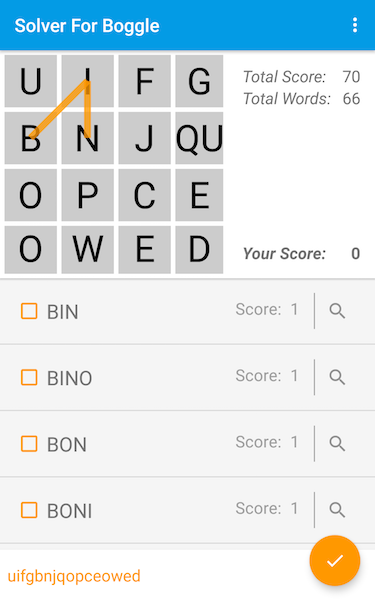 Solver For Boggle
U I F G
B N J QU
O P C E
O W E D
Total Score: 70
Total Words: 66
Your Score: 0
BIN Score: 1
BINO Score: 1
BON Score: 1
BONI Score: 1
uifgbnjqopceowed